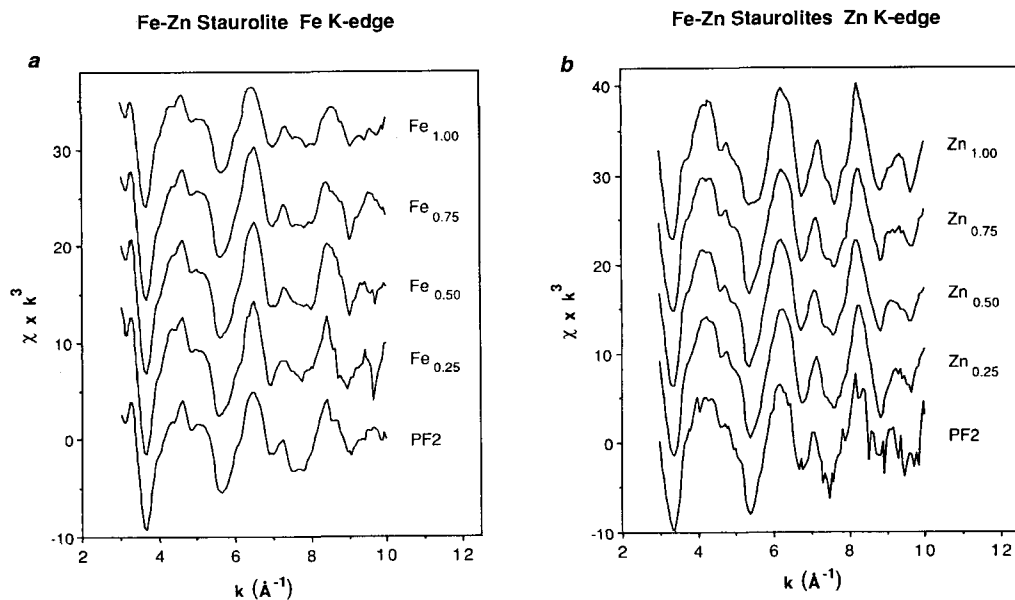 Fe-Zn Staurolite Fe K-edge
a
30
20
10
0
-10
χ x k³
Fe1.00
Fe0.75
Fe0.50
Fe0.25
PF2
2 4 6 8 10 12
k (Å⁻¹)
Fe-Zn Staurolites Zn K-edge
b
40
30
20
10
0
-10
χ x k³
Zn1.00
Zn0.75
Zn0.50
Zn0.25
PF2
2 4 6 8 10 12
k (Å⁻¹)